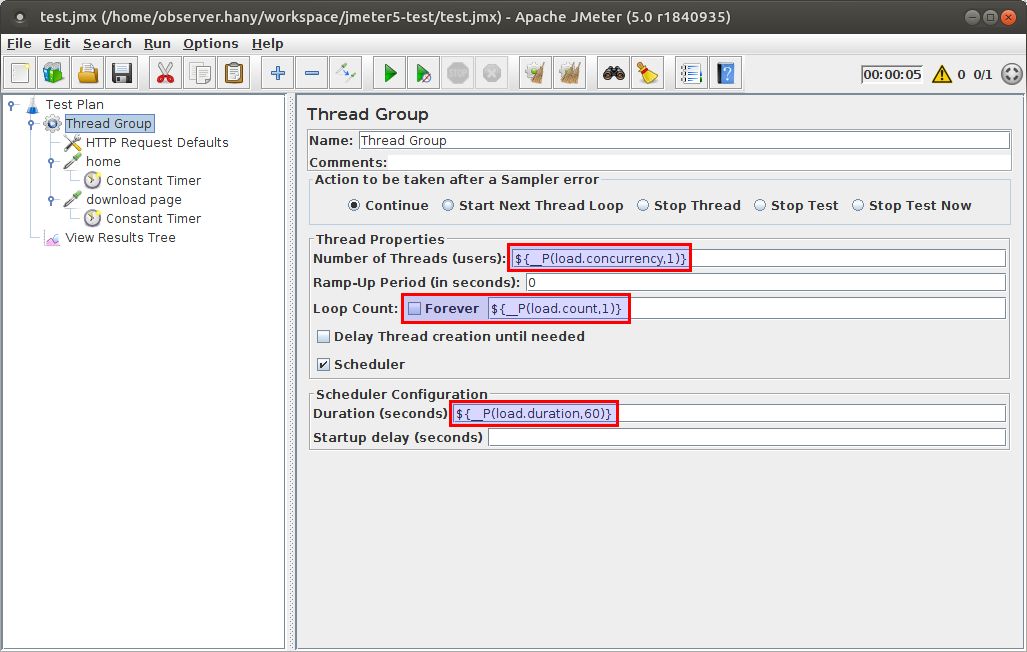 test.jmx (/home/observer.hany/workspace/jmeter5-test/test.jmx) - Apache JMeter (5.0 r1840935)
File Edit Search Run Options Help
STOP 00:00:05 0 0/1 ?
Test Plan
Thread Group
HTTP Request Defaults
home
Constant Timer
download page
Constant Timer
View Results Tree
Thread Group
Name: Thread Group
Comments:
Action to be taken after a Sampler error
Continue Start Next Thread Loop Stop Thread Stop Test Stop Test Now
Thread Properties
Number of Threads (users): ${__P(load.concurrency,1)}
Ramp-Up Period (in seconds): 0
Loop Count: Forever ${__P(load.count,1)}
Delay Thread creation until needed
Scheduler
Scheduler Configuration
Duration (seconds) ${__P(load.duration,60)}
Startup delay (seconds)